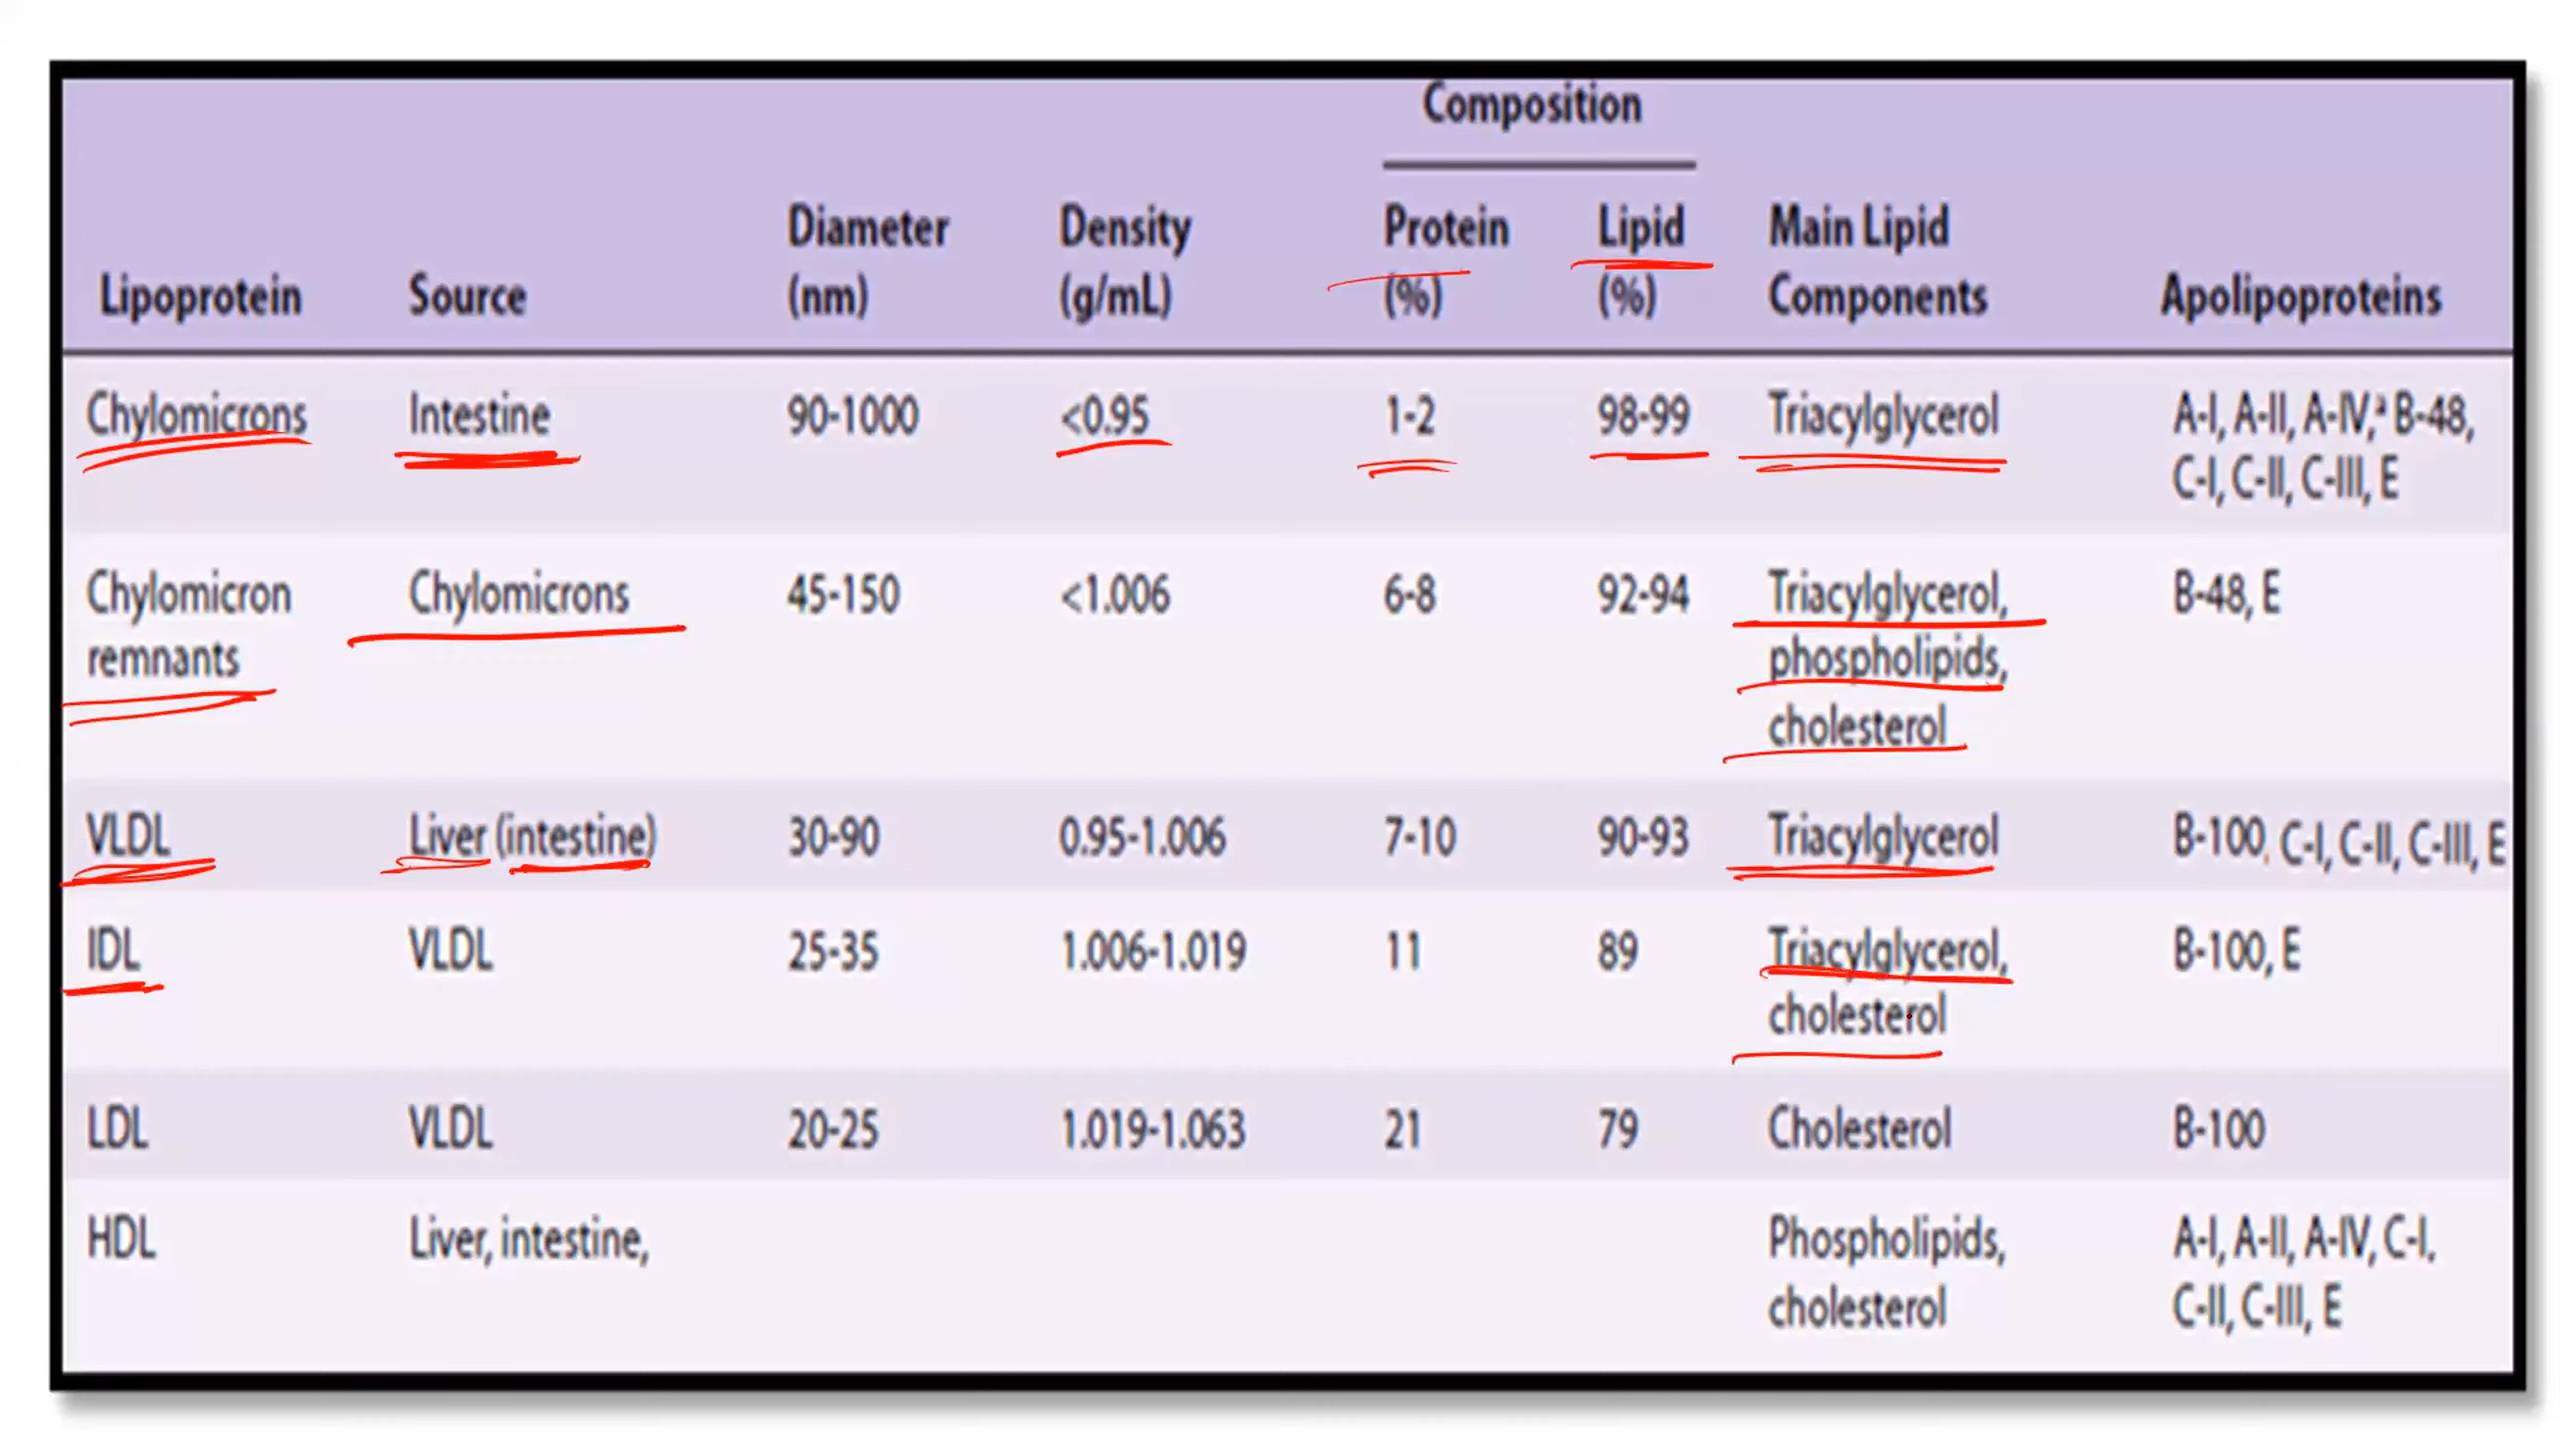 Composition
Lipoprotein Source Diameter (nm) Density (g/mL) Protein (%) Lipid (%) Main Lipid Components Apolipoproteins
Chylomicrons Intestine 90-1000 <0.95 1-2 98-99 Triacylglycerol A-I, A-II, A-IV,ᵃ B-48,
C-I, C-II, C-III, E
Chylomicron Chylomicrons 45-150 <1.006 6-8 92-94 Triacylglycerol, B-48, E
remnants phospholipids,
cholesterol
VLDL Liver (intestine) 30-90 0.95-1.006 7-10 90-93 Triacylglycerol B-100, C-I, C-II, C-III, E
IDL VLDL 25-35 1.006-1.019 11 89 Triacylglycerol, B-100, E
cholesterol
LDL VLDL 20-25 1.019-1.063 21 79 Cholesterol B-100
HDL Liver, intestine, Phospholipids, A-I, A-II, A-IV, C-I,
cholesterol C-II, C-III, E